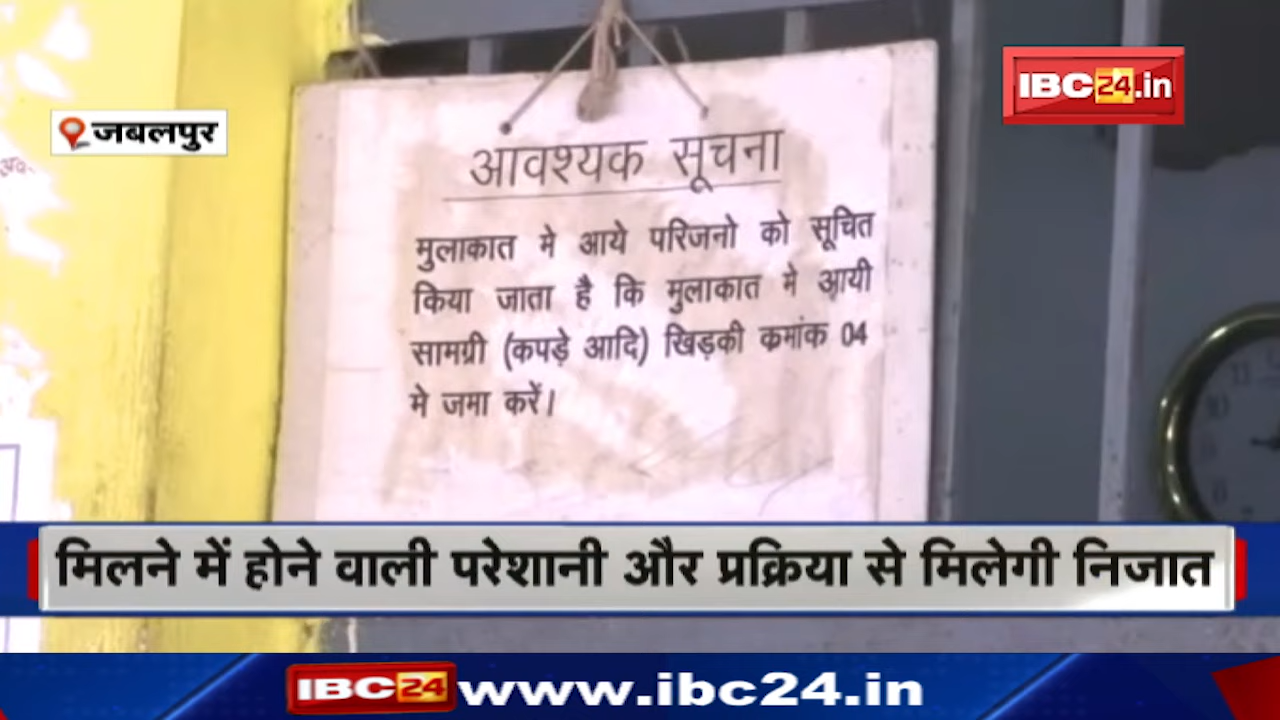 IBC24.in
जबलपुर
आवश्यक सूचना
मुलाकात मे आये परिजनो को सूचित
किया जाता है कि मुलाकात मे आयी
सामग्री (कपड़े आदि) खिड़की कमांक 04
मे जमा करें।
मिलने में होने वाली परेशानी और प्रक्रिया से मिलेगी निजात
IBC24 www.ibc24.in